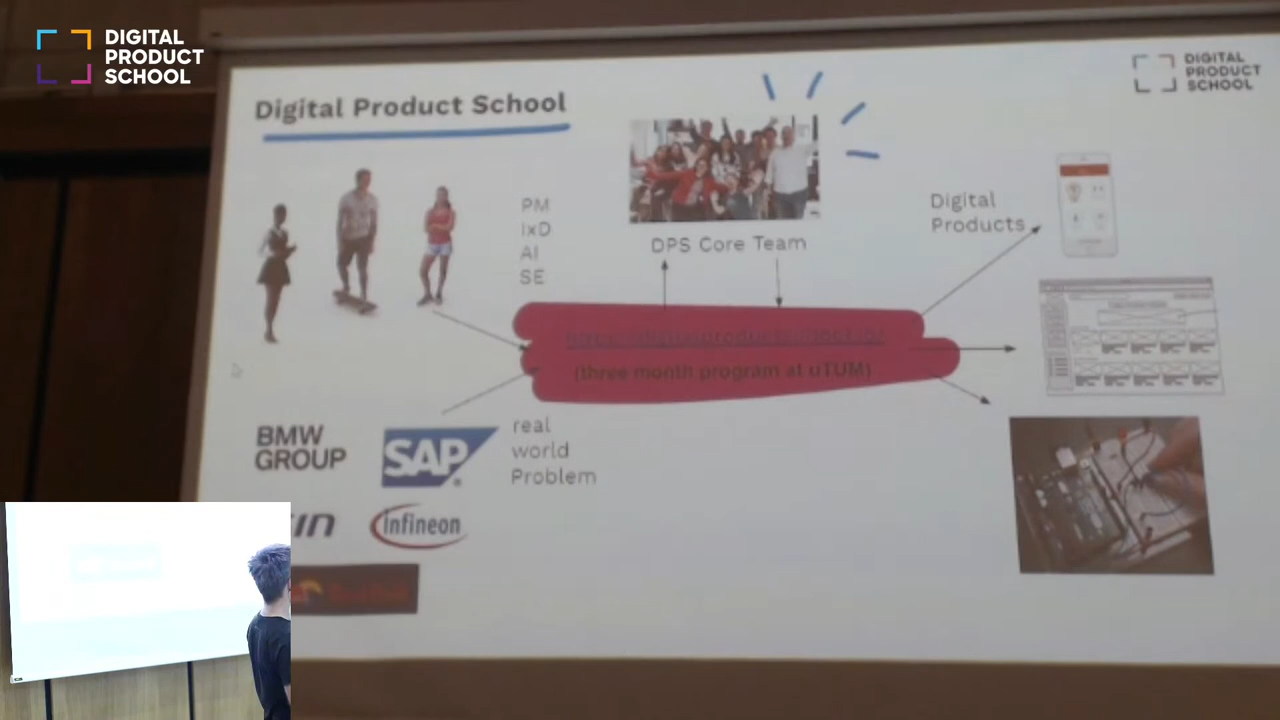 DIGITAL
PRODUCT
SCHOOL
DIGITAL
PRODUCT
SCHOOL
Digital Product School
PM
IxD
AI
SE
DPS Core Team
Digital
Products
(three month program at uTUM)
BMW
GROUP
SAP
real
world
Problem
infineon